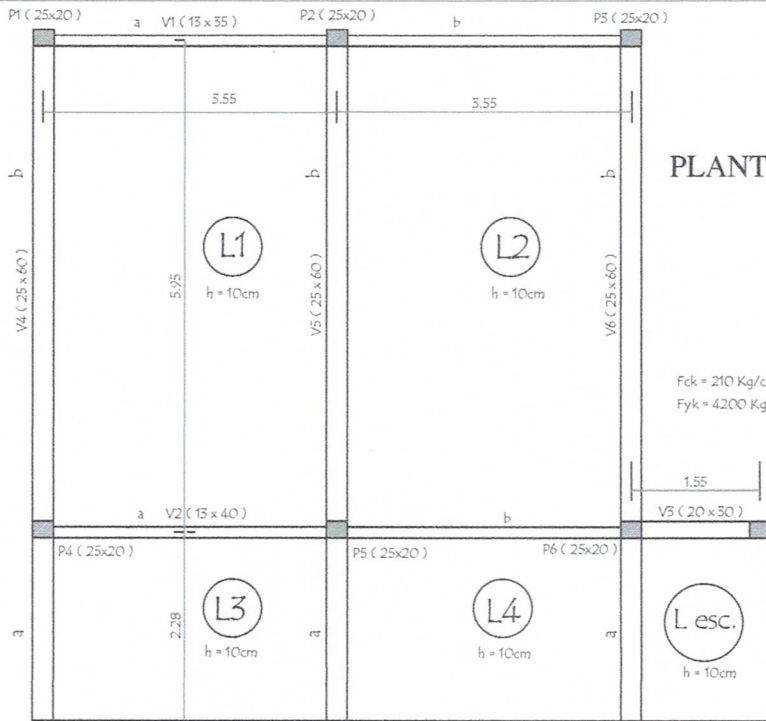 P1 ( 25x20 )
a V1 ( 13 x 35 )
P2 ( 25x20 )
b
P3 ( 25x20 )
3.55
3.55
b
b
b
PLANT
L1
h = 10cm
L2
h = 10cm
V4 ( 25 x 60 )
5.95
V5 ( 25 x 60 )
V6 ( 25 x 60 )
Fck = 210 Kg/c
Fyk = 4200 Kg
1.55
a V2 ( 13 x 40 )
b
V3 ( 20 x 30 )
P4 ( 25x20 )
P5 ( 25x20 )
P6 ( 25x20 )
L3
h = 10cm
L4
h = 10cm
L esc.
h = 10cm
a
2.28
a
a